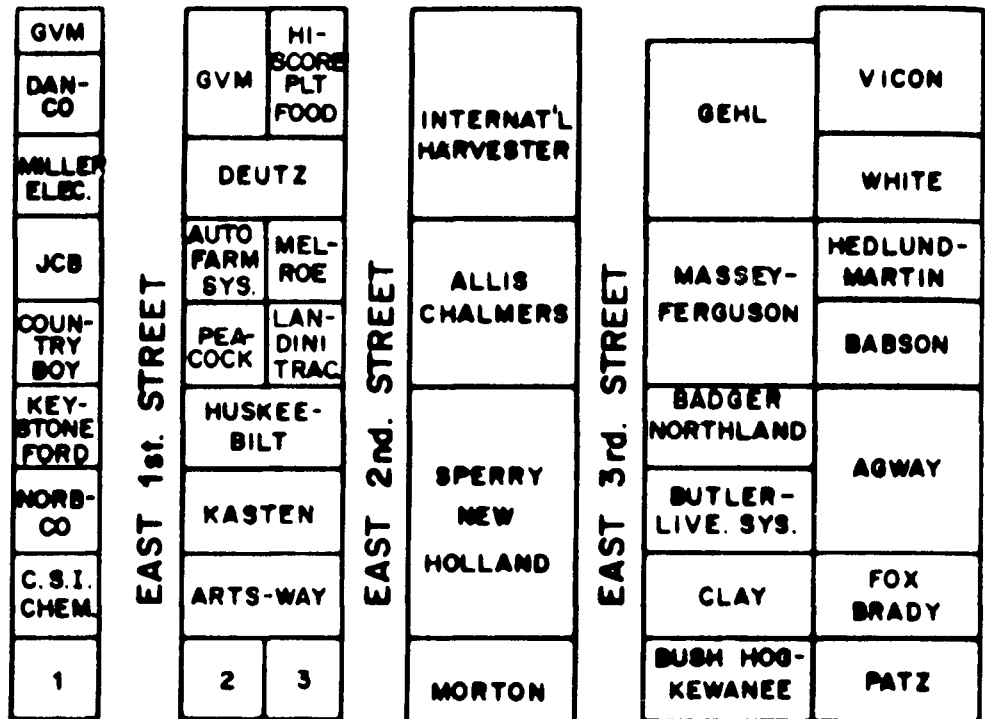 GVM
DAN-
CO
MILLER
ELEC.
JCB
COUN-
TRY
BOY
KEY-
STONE
FORD
NORB-
CO
C.S.I.
CHEM.
1
EAST 1st. STREET
GVM
HI-
SCORE
PLT
FOOD
DEUTZ
AUTO
FARM
SYS.
MEL-
ROE
PEA-
COCK
LAN-
DINI
TRAC.
HUSKEE-
BILT
KASTEN
ARTS-WAY
2
3
EAST 2nd. STREET
INTERNAT'L
HARVESTER
ALLIS
CHALMERS
SPERRY
NEW
HOLLAND
MORTON
EAST 3rd. STREET
GEHL
MASSEY-
FERGUSON
BADGER
NORTHLAND
BUTLER-
LIVE. SYS.
CLAY
BUSH HOG-
KEWANEE
VICON
WHITE
HEDLUND-
MARTIN
BABSON
AGWAY
FOX
BRADY
PATZ